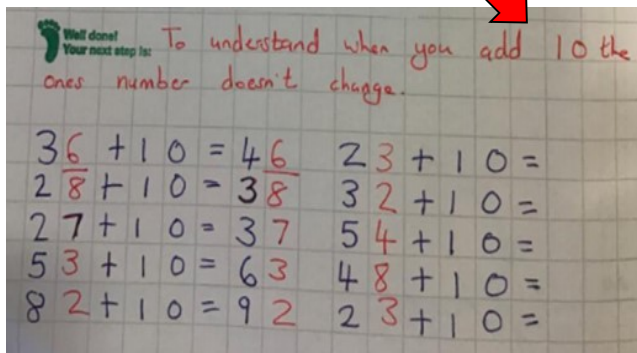 Well done!
Your next step is: To understand when you add 10 the
ones number doesn't change.
36 + 10 = 46
28 + 10 = 38
27 + 10 = 37
53 + 10 = 63
82 + 10 = 92
23 + 10 =
32 + 10 =
54 + 10 =
48 + 10 =
23 + 10 =